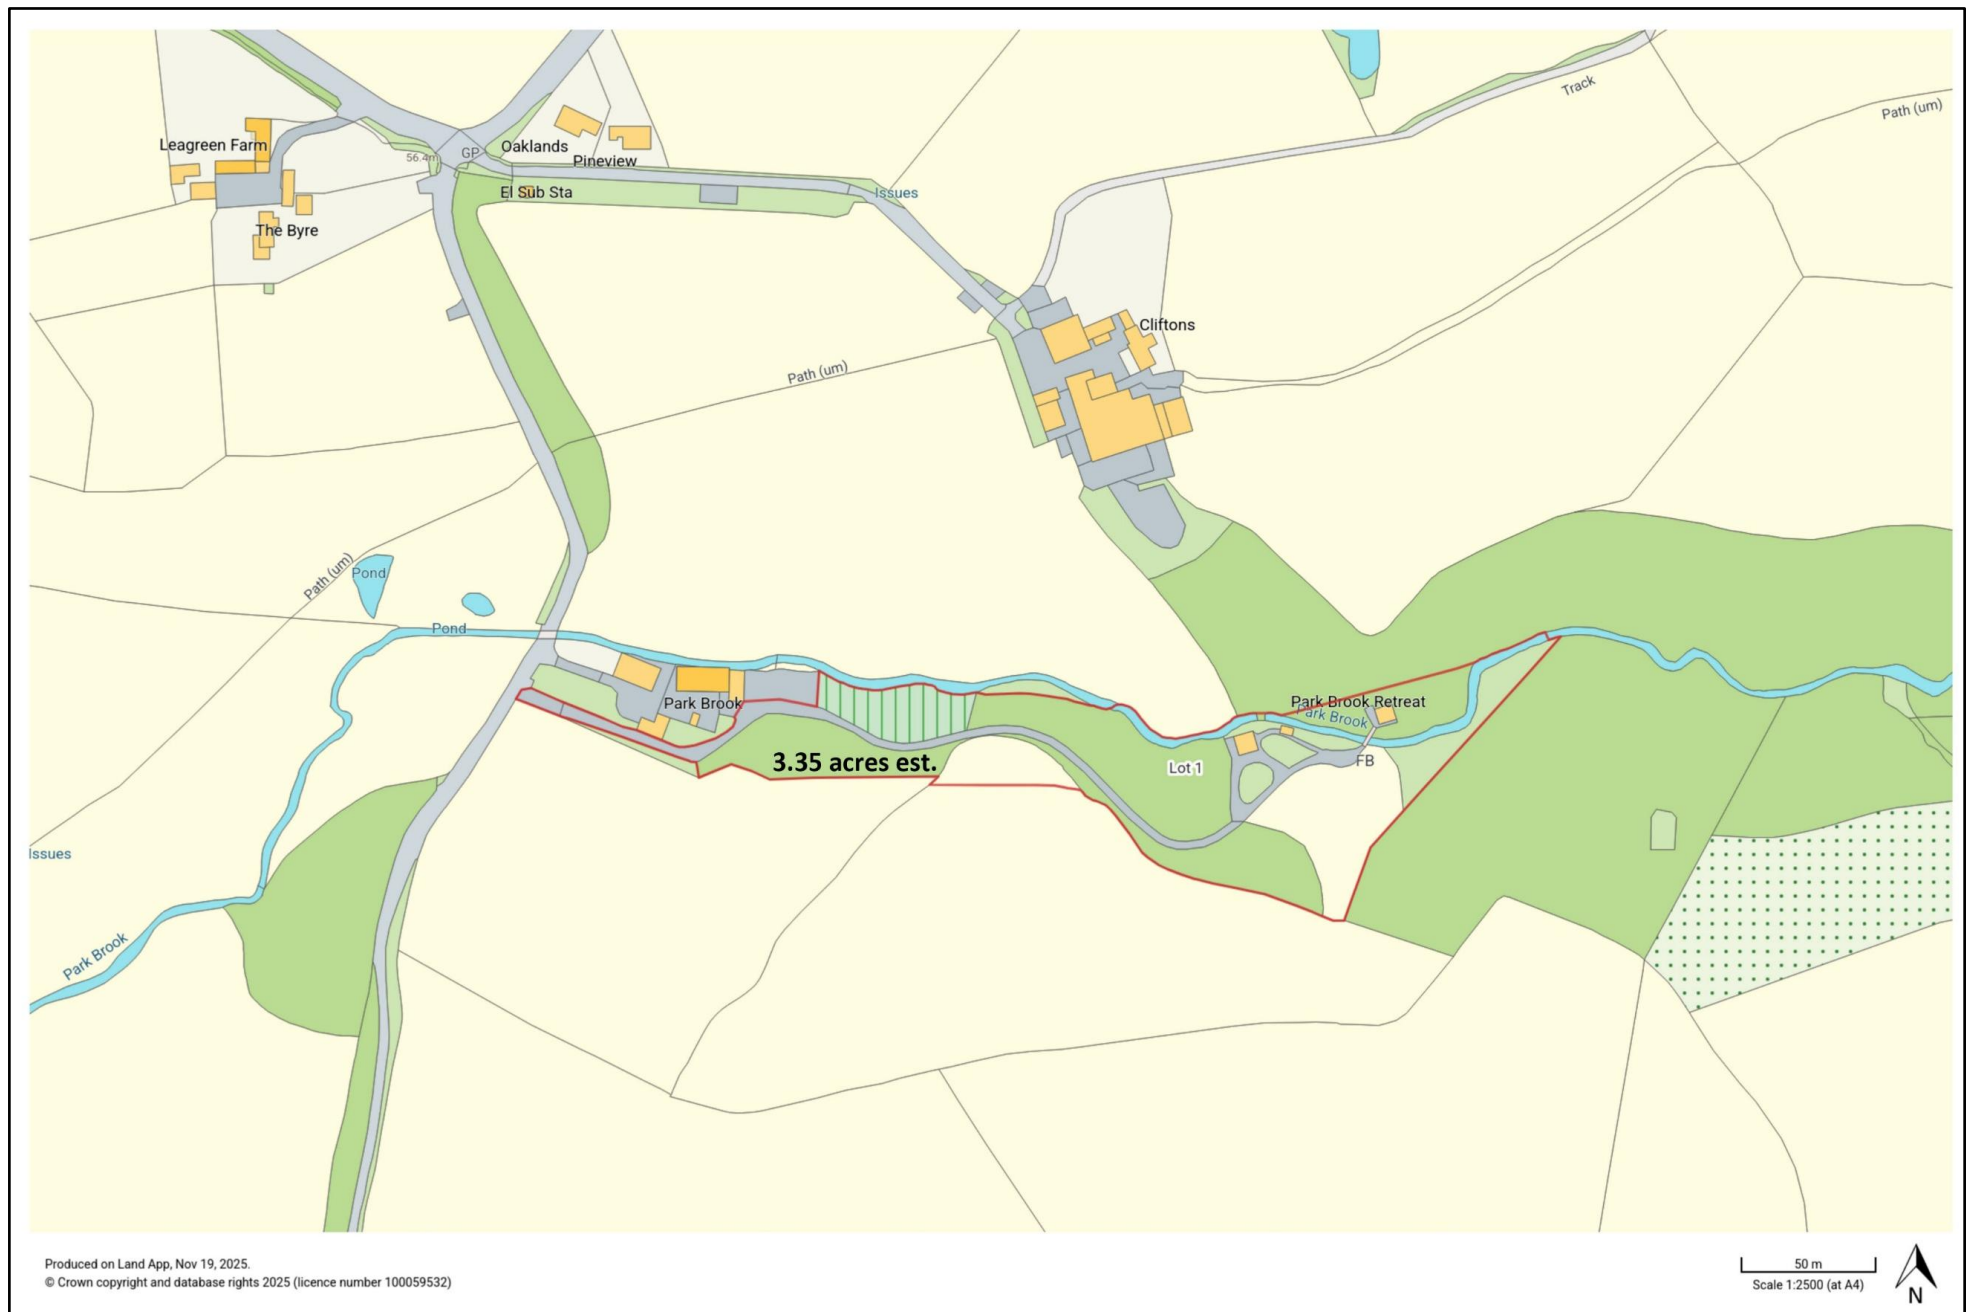 Track
Path (um)
Leagreen Farm
56.4m
GP
Oaklands
Pineview
El Sub Sta
Issues
The Byre
Cliftons
Path (um)
Path (um)
Pond
Pond
Park Brook
Park Brook Retreat
Park Brook
3.35 acres est.
Lot 1
FB
Issues
Park Brook
Produced on Land App, Nov 19, 2025.
© Crown copyright and database rights 2025 (licence number 100059532)
50 m
Scale 1:2500 (at A4)
N